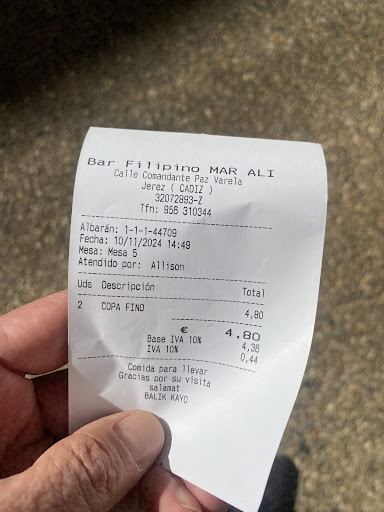 Bar Filipino MAR ALI
Calle Comandante Paz Varela
Jerez ( CADIZ )
32072893-Z
Tfn: 956 310344
Albarán: 1-1-1-44709
Fecha: 10/11/2024 14:49
Mesa: Mesa 5
Atendido por: Allison
Uds Descripción Total
2 COPA FINO 4,80
€ 4,80
Base IVA 10% 4,36
IVA 10% 0,44
Comida para llevar
Gracias por su visita
salamat
BALIK KAYO